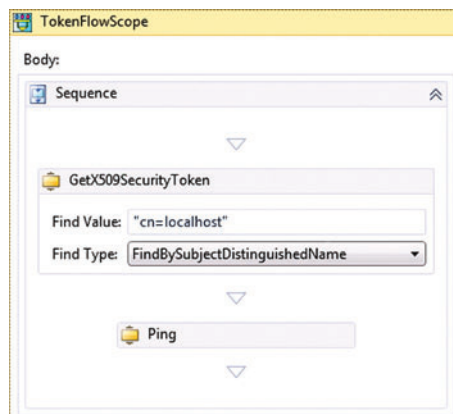 TokenFlowScope
Body:
Sequence
GetX509SecurityToken
Find Value: "cn=localhost"
Find Type: FindBySubjectDistinguishedName
Ping